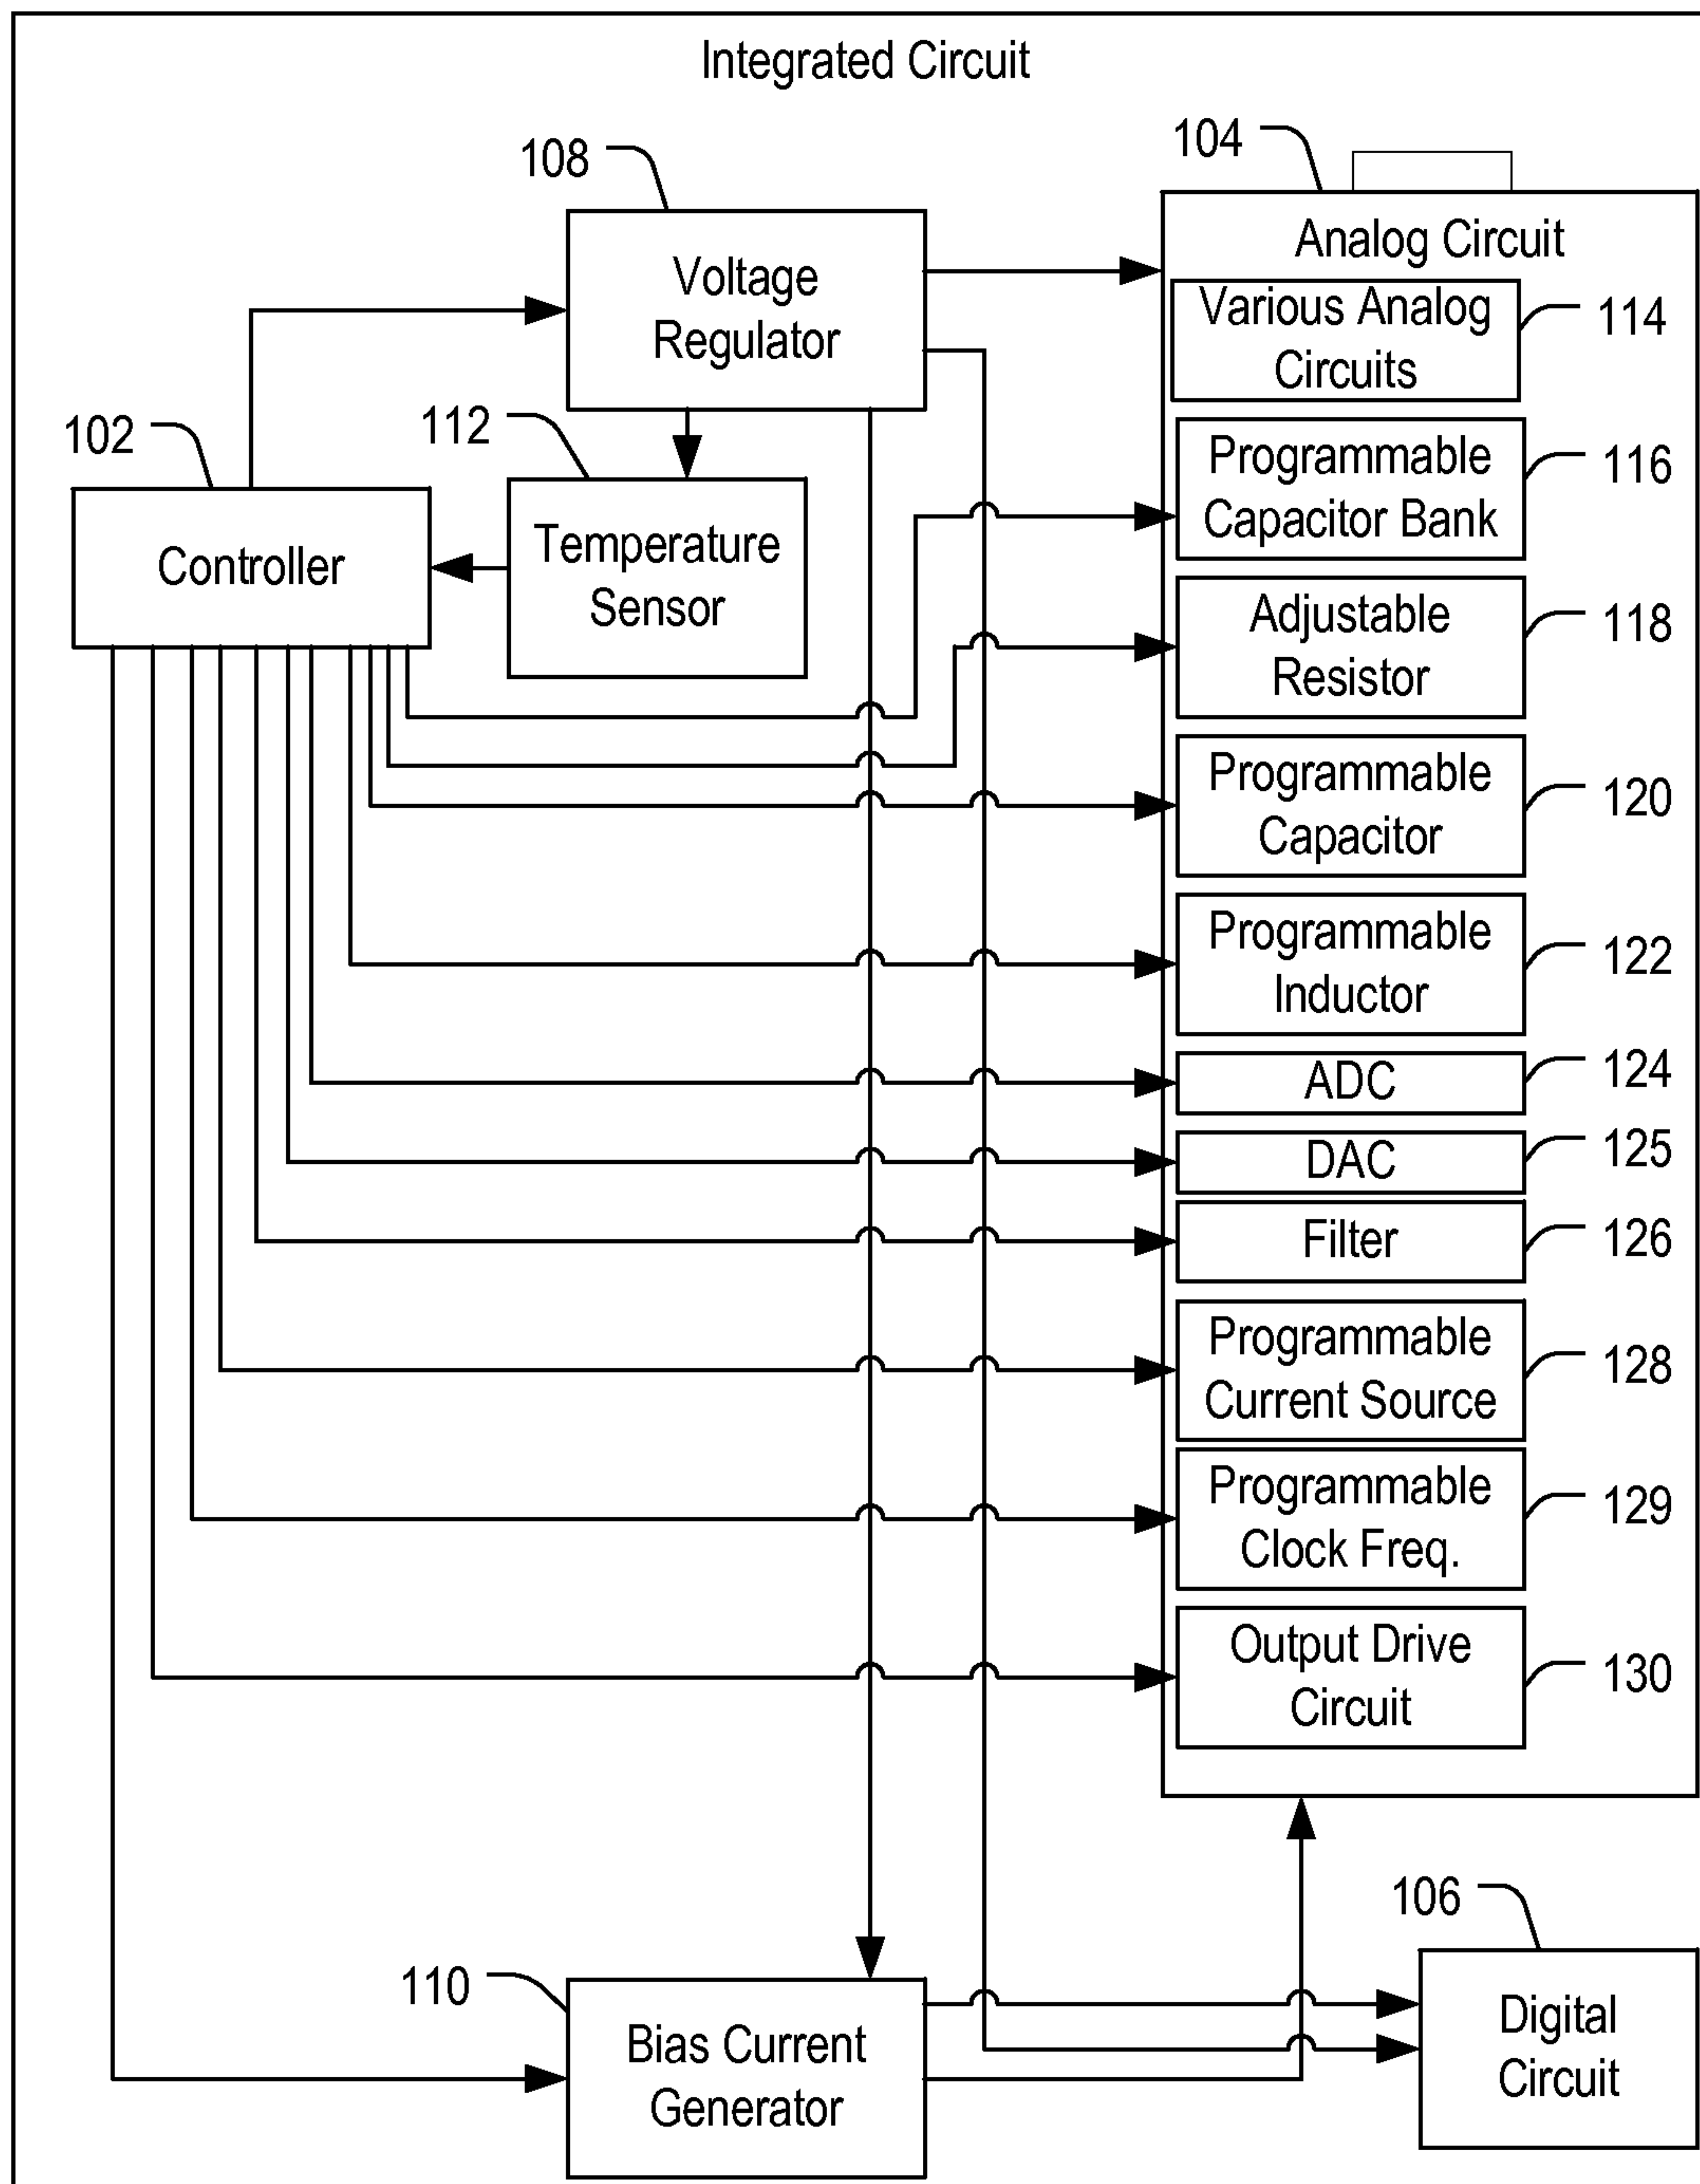 Integrated Circuit
108
104
Voltage
Regulator
Analog Circuit
Various Analog
Circuits
114
102
112
Controller
Temperature
Sensor
Programmable
Capacitor Bank
116
Adjustable
Resistor
118
Programmable
Capacitor
120
Programmable
Inductor
122
ADC
124
DAC
125
Filter
126
Programmable
Current Source
128
Programmable
Clock Freq.
129
Output Drive
Circuit
130
110
Bias Current
Generator
106
Digital
Circuit